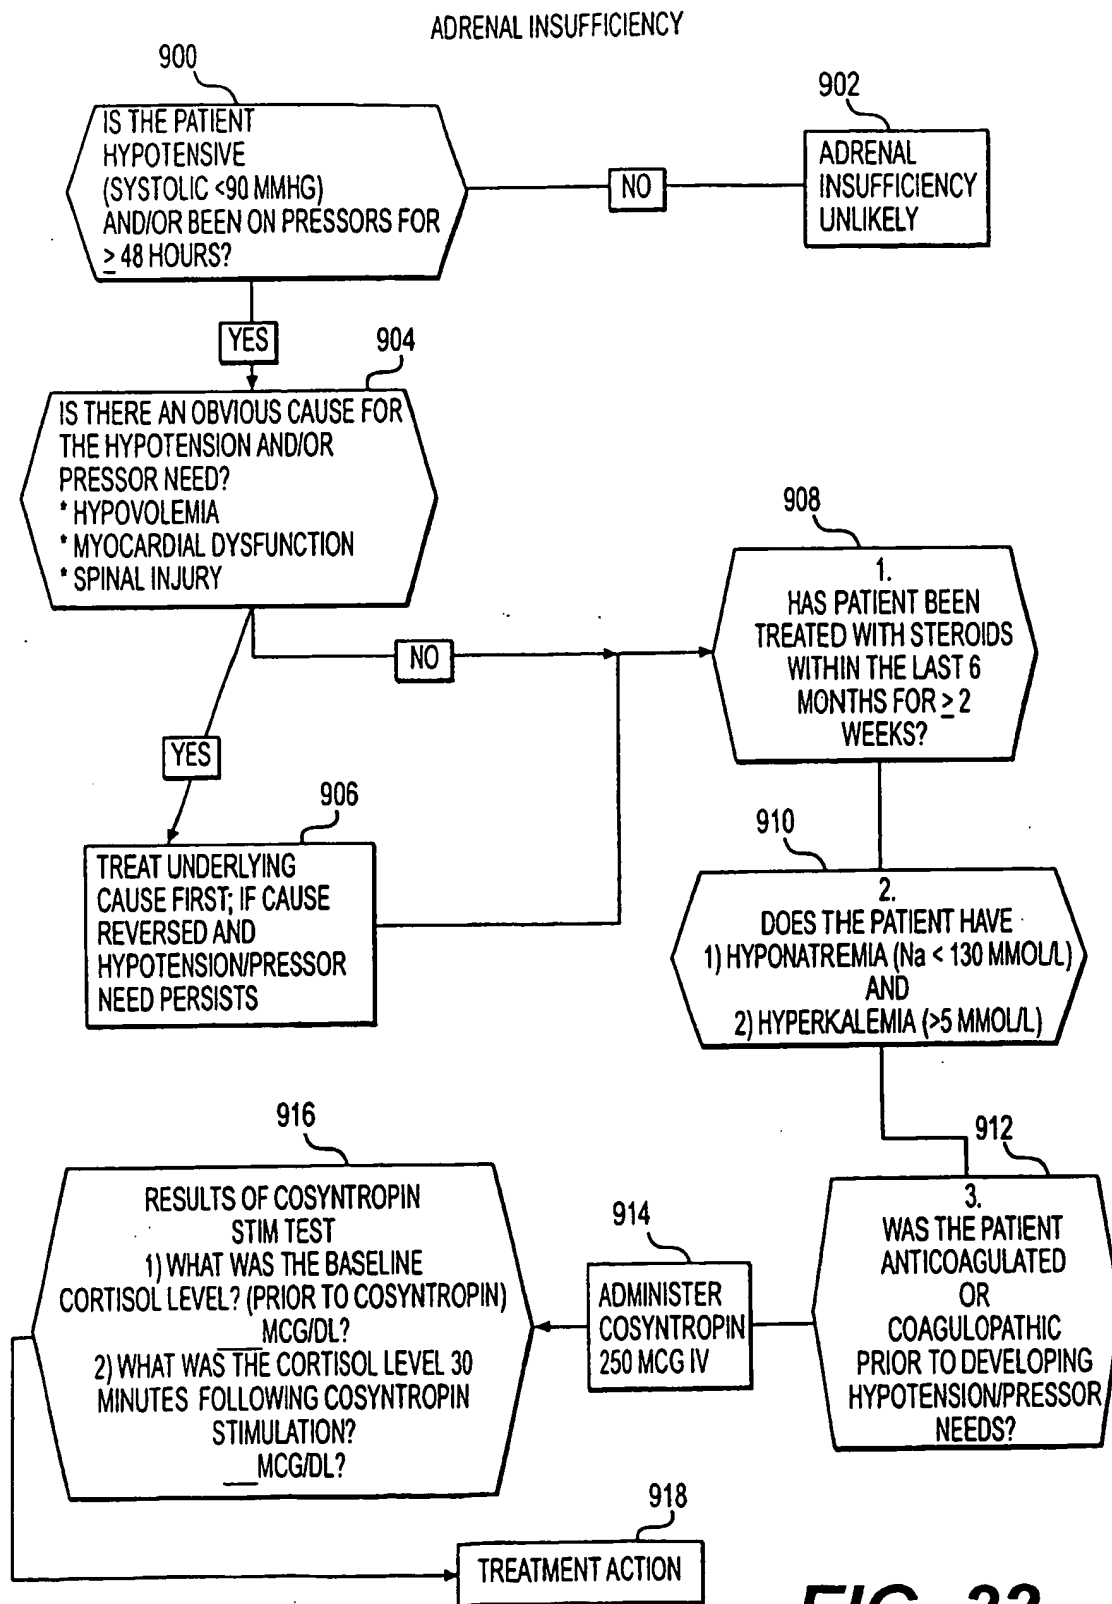 ADRENAL INSUFFICIENCY
900
IS THE PATIENT
HYPOTENSIVE
(SYSTOLIC <90 MMHG)
AND/OR BEEN ON PRESSORS FOR
≥ 48 HOURS?
NO
902
ADRENAL
INSUFFICIENCY
UNLIKELY
YES
904
IS THERE AN OBVIOUS CAUSE FOR
THE HYPOTENSION AND/OR
PRESSOR NEED?
* HYPOVOLEMIA
* MYOCARDIAL DYSFUNCTION
* SPINAL INJURY
NO
YES
906
TREAT UNDERLYING
CAUSE FIRST; IF CAUSE
REVERSED AND
HYPOTENSION/PRESSOR
NEED PERSISTS
908
1.
HAS PATIENT BEEN
TREATED WITH STEROIDS
WITHIN THE LAST 6
MONTHS FOR ≥ 2
WEEKS?
910
2.
DOES THE PATIENT HAVE
1) HYPONATREMIA (Na < 130 MMOL/L)
AND
2) HYPERKALEMIA (>5 MMOL/L)
912
3.
WAS THE PATIENT
ANTICOAGULATED
OR
COAGULOPATHIC
PRIOR TO DEVELOPING
HYPOTENSION/PRESSOR
NEEDS?
914
ADMINISTER
COSYNTROPIN
250 MCG IV
916
RESULTS OF COSYNTROPIN
STIM TEST
1) WHAT WAS THE BASELINE
CORTISOL LEVEL? (PRIOR TO COSYNTROPIN)
___MCG/DL?
2) WHAT WAS THE CORTISOL LEVEL 30
MINUTES FOLLOWING COSYNTROPIN
STIMULATION?
___MCG/DL?
918
TREATMENT ACTION
FIG. 33